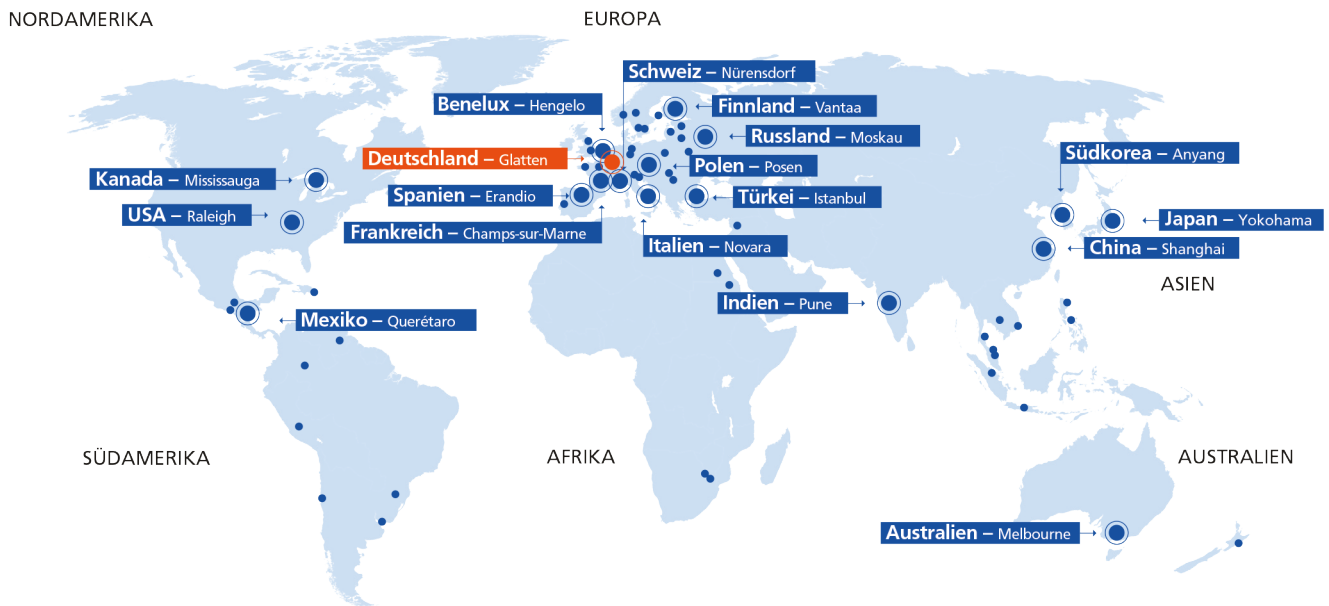 NORDAMERIKA
EUROPA
Schweiz – Nürensdorf
Benelux – Hengelo
Finnland – Vantaa
Russland – Moskau
Deutschland – Glatten
Südkorea – Anyang
Polen – Posen
Kanada – Mississauga
Spanien – Erandio
Türkei – Istanbul
USA – Raleigh
Japan – Yokohama
Frankreich – Champs-sur-Marne
Italien – Novara
China – Shanghai
ASIEN
Indien – Pune
Mexiko – Querétaro
SÜDAMERIKA
AFRIKA
AUSTRALIEN
Australien – Melbourne